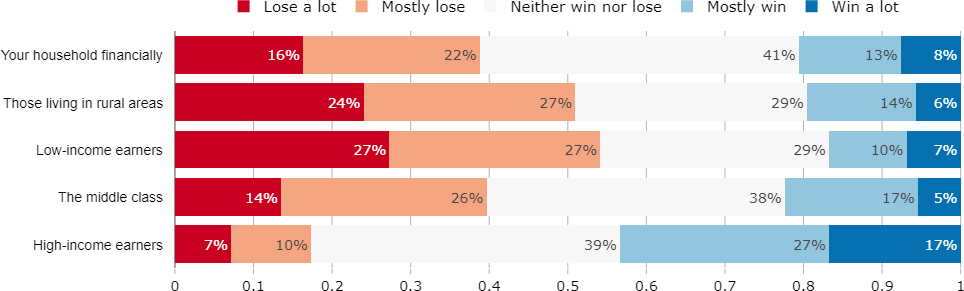 Lose a lot Mostly lose Neither win nor lose Mostly win Win a lot
Your household financially 16% 22% 41% 13% 8%
Those living in rural areas 24% 27% 29% 14% 6%
Low-income earners 27% 27% 29% 10% 7%
The middle class 14% 26% 38% 17% 5%
High-income earners 7% 10% 39% 27% 17%
0 0.1 0.2 0.3 0.4 0.5 0.6 0.7 0.8 0.9 1